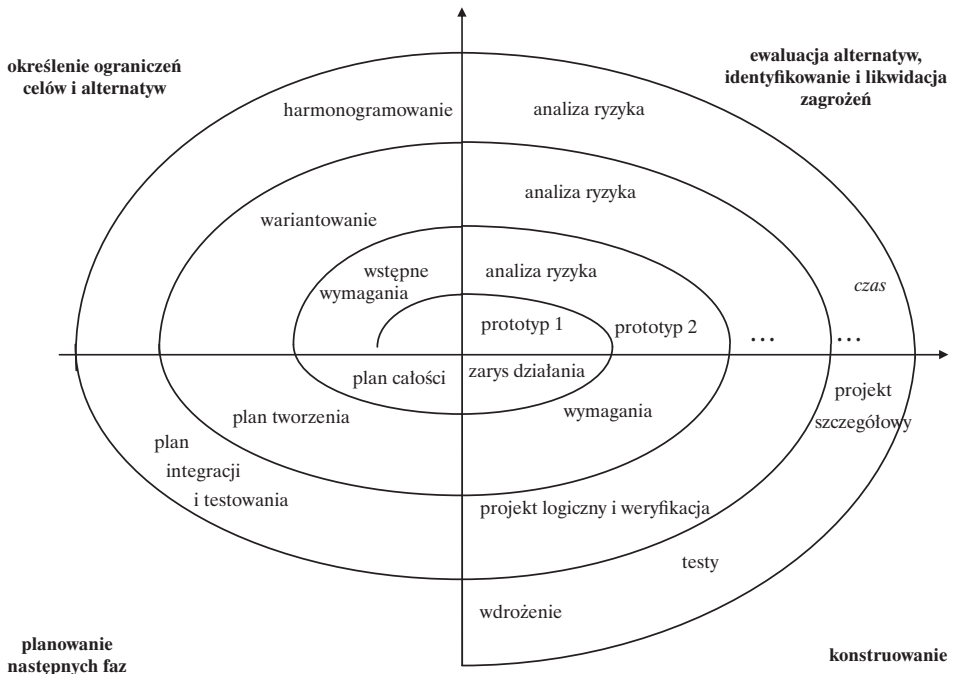 określenie ograniczeń
celów i alternatyw
ewaluacja alternatyw,
identyfikowanie i likwidacja
zagrożeń
harmonogramowanie
analiza ryzyka
wariantowanie
analiza ryzyka
wstępne
wymagania
analiza ryzyka
czas
prototyp 1
prototyp 2
...
...
plan całości
zarys działania
plan tworzenia
wymagania
projekt
szczegółowy
plan
integracji
i testowania
projekt logiczny i weryfikacja
testy
wdrożenie
planowanie
następnych faz
konstruowanie